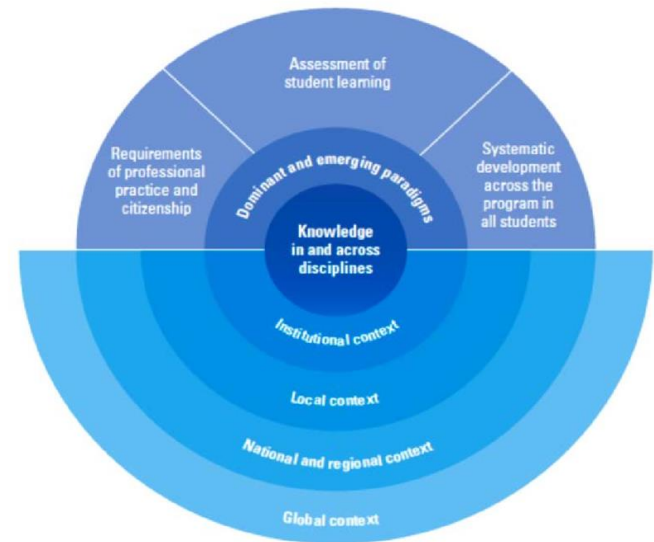 Assessment of
student learning
Requirements
of professional
practice and
citizenship
Systematic
development
across the
program in
all students
Dominant and emerging paradigms
Knowledge
in and across
disciplines
Institutional context
Local context
National and regional context
Global context